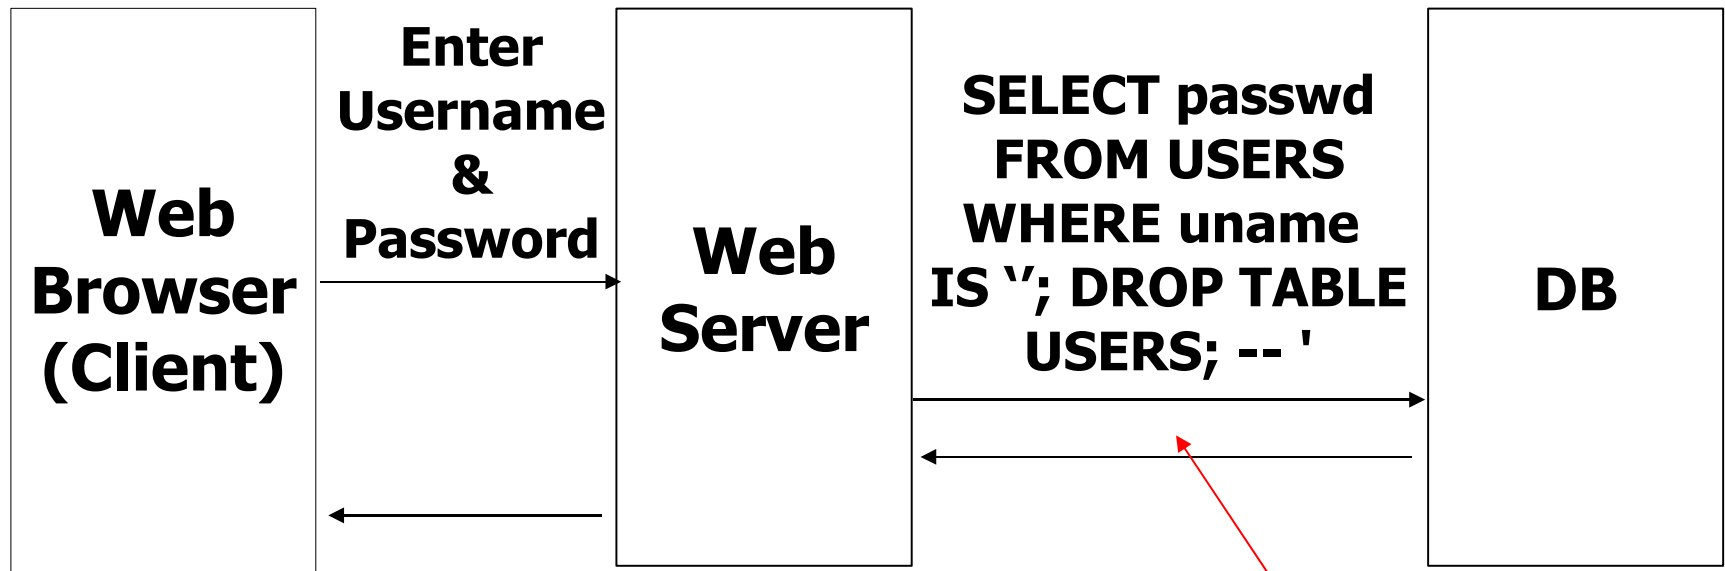 Web
Browser
(Client)
Enter
Username
&
Password
Web
Server
SELECT passwd
FROM USERS
WHERE uname
IS ‘’; DROP TABLE
USERS; -- '
DB